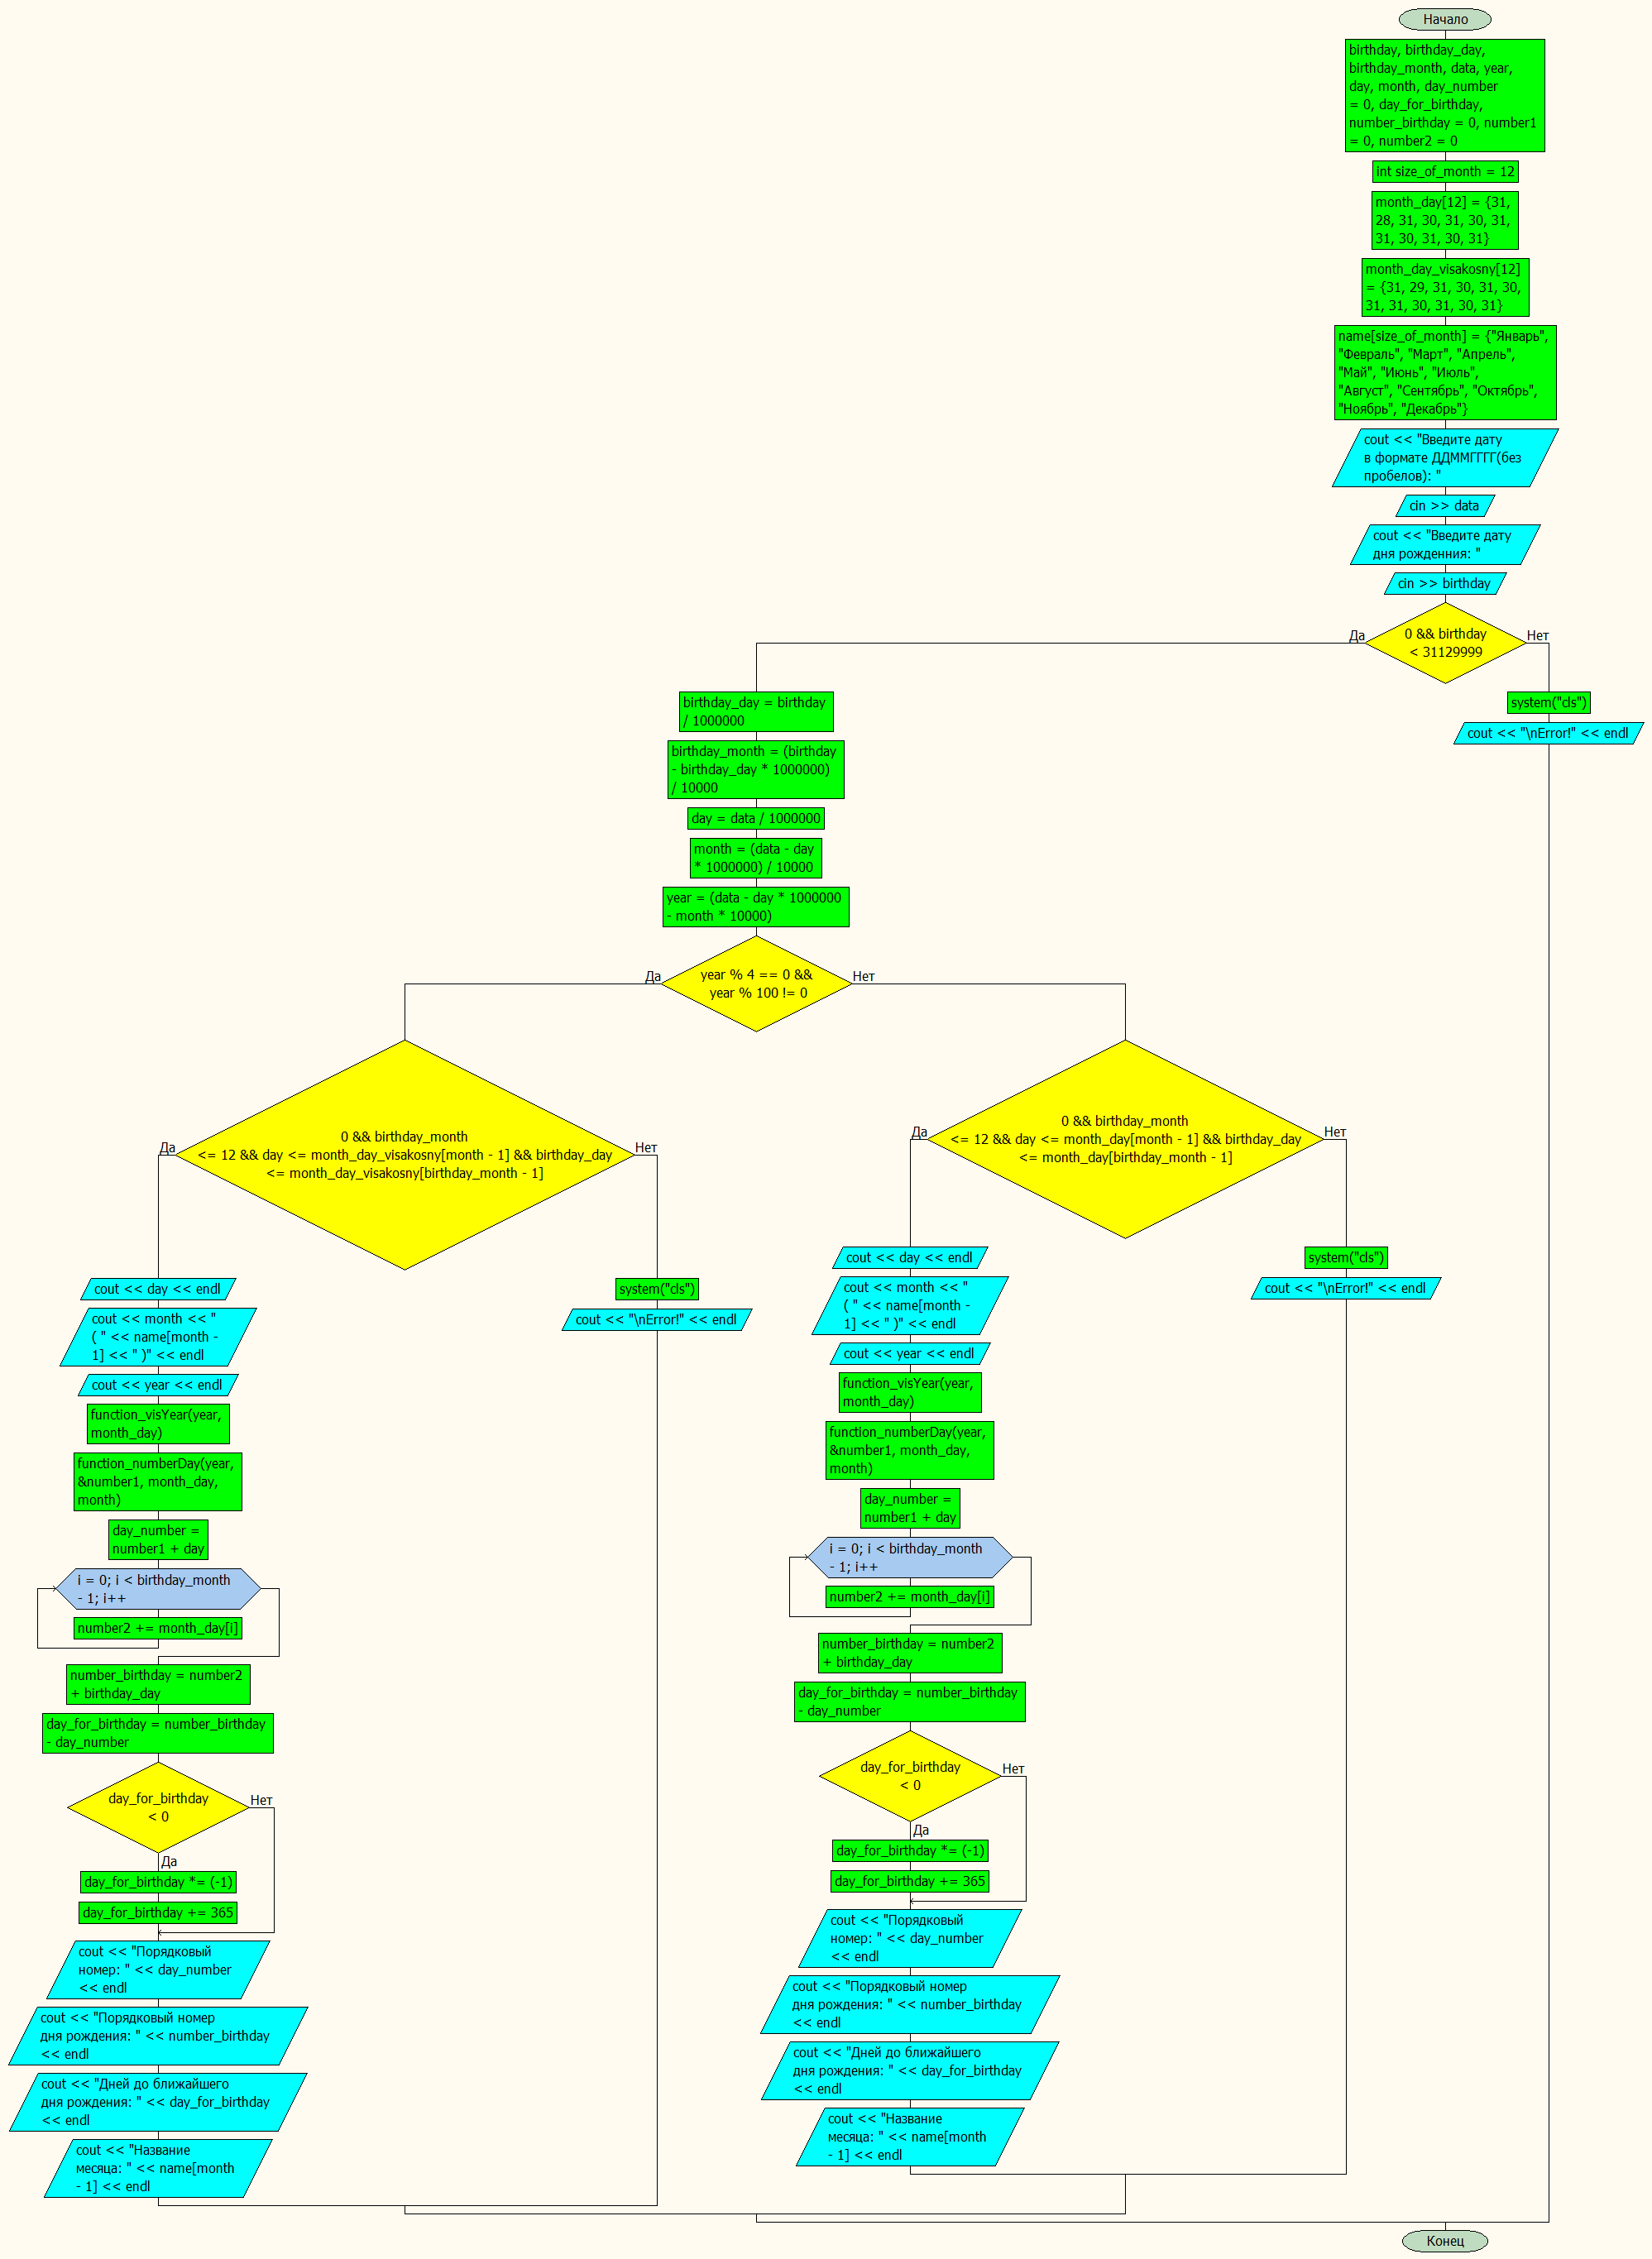 Начало
birthday, birthday_day,
birthday_month, data, year,
day, month, day_number
= 0, day_for_birthday,
number_birthday = 0, number1
= 0, number2 = 0
int size_of_month = 12
month_day[12] = {31,
28, 31, 30, 31, 30, 31,
31, 30, 31, 30, 31}
month_day_visakosny[12]
= {31, 29, 31, 30, 31, 30,
31, 31, 30, 31, 30, 31}
name[size_of_month] = {"Январь",
"Февраль", "Март", "Апрель",
"Май", "Июнь", "Июль",
"Август", "Сентябрь", "Октябрь",
"Ноябрь", "Декабрь"}
cout << "Введите дату
в формате ДДММГГГГ(без
пробелов): "
cin >> data
cout << "Введите дату
дня рожденния: "
cin >> birthday
0 && birthday
< 31129999
Да
Нет
system("cls")
cout << "\nError!" << endl
birthday_day = birthday
/ 1000000
birthday_month = (birthday
- birthday_day * 1000000)
/ 10000
day = data / 1000000
month = (data - day
* 1000000) / 10000
year = (data - day * 1000000
- month * 10000)
year % 4 == 0 &&
year % 100 != 0
Да
Нет
0 && birthday_month
<= 12 && day <= month_day_visakosny[month - 1] && birthday_day
<= month_day_visakosny[birthday_month - 1]
Да
Нет
cout << day << endl
cout << month << "
( " << name[month -
1] << " )" << endl
cout << year << endl
function_visYear(year,
month_day)
function_numberDay(year,
&number1, month_day,
month)
day_number =
number1 + day
i = 0; i < birthday_month
- 1; i++
number2 += month_day[i]
number_birthday = number2
+ birthday_day
day_for_birthday = number_birthday
- day_number
day_for_birthday
< 0
Нет
Да
day_for_birthday *= (-1)
day_for_birthday += 365
cout << "Порядковый
номер: " << day_number
<< endl
cout << "Порядковый номер
дня рождения: " << number_birthday
<< endl
cout << "Дней до ближайшего
дня рождения: " << day_for_birthday
<< endl
cout << "Название
месяца: " << name[month
- 1] << endl
system("cls")
cout << "\nError!" << endl
0 && birthday_month
<= 12 && day <= month_day[month - 1] && birthday_day
<= month_day[birthday_month - 1]
Да
Нет
cout << day << endl
cout << month << "
( " << name[month -
1] << " )" << endl
cout << year << endl
function_visYear(year,
month_day)
function_numberDay(year,
&number1, month_day,
month)
day_number =
number1 + day
i = 0; i < birthday_month
- 1; i++
number2 += month_day[i]
number_birthday = number2
+ birthday_day
day_for_birthday = number_birthday
- day_number
day_for_birthday
< 0
Нет
Да
day_for_birthday *= (-1)
day_for_birthday += 365
cout << "Порядковый
номер: " << day_number
<< endl
cout << "Порядковый номер
дня рождения: " << number_birthday
<< endl
cout << "Дней до ближайшего
дня рождения: " << day_for_birthday
<< endl
cout << "Название
месяца: " << name[month
- 1] << endl
system("cls")
cout << "\nError!" << endl
Конец